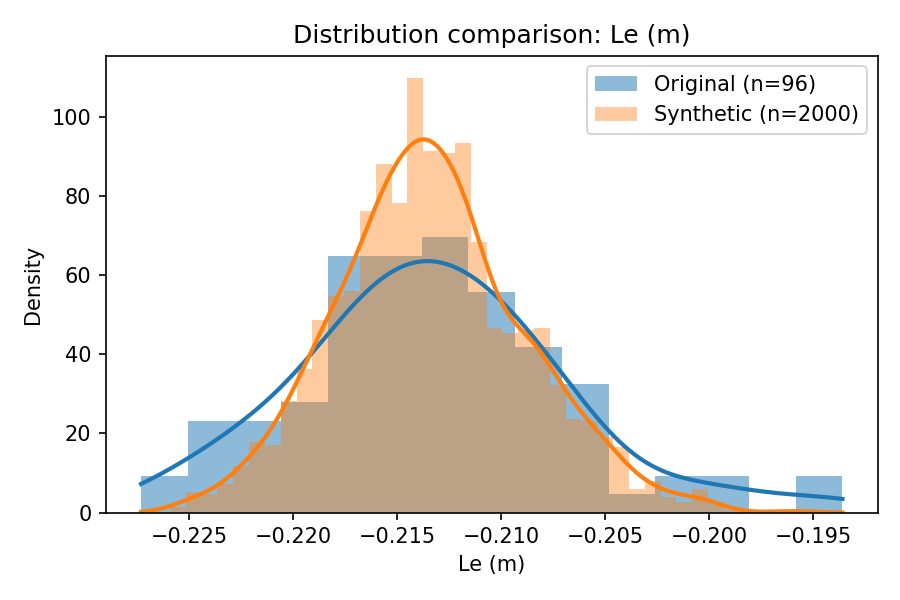 Distribution comparison: Le (m)
Original (n=96)
Synthetic (n=2000)
100
80
60
40
20
0
Density
−0.225 −0.220 −0.215 −0.210 −0.205 −0.200 −0.195
Le (m)